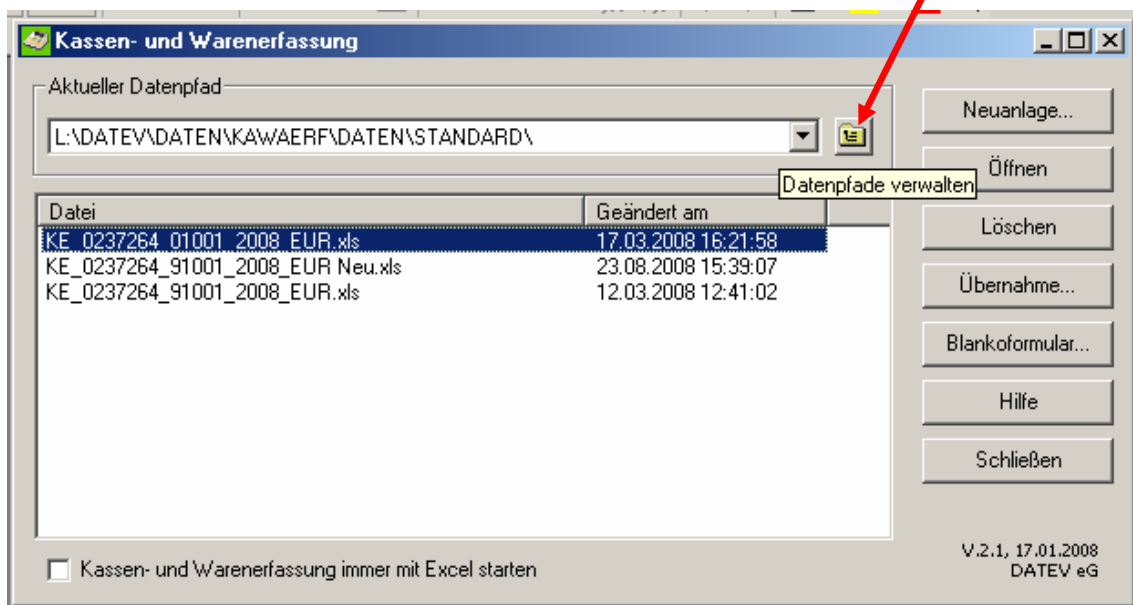 Kassen- und Warenerfassung
Aktueller Datenpfad
L:\DATEV\DATEN\KAWAERF\DATEN\STANDARD\
Datenpfade verwalten
Datei Geändert am
KE_0237264_01001_2008_EUR.xls 17.03.2008 16:21:58
KE_0237264_91001_2008_EUR Neu.xls 23.08.2008 15:39:07
KE_0237264_91001_2008_EUR.xls 12.03.2008 12:41:02
Kassen- und Warenerfassung immer mit Excel starten
Neuanlage...
Öffnen
Löschen
Übernahme...
Blankoformular...
Hilfe
Schließen
V.2.1, 17.01.2008
DATEV eG